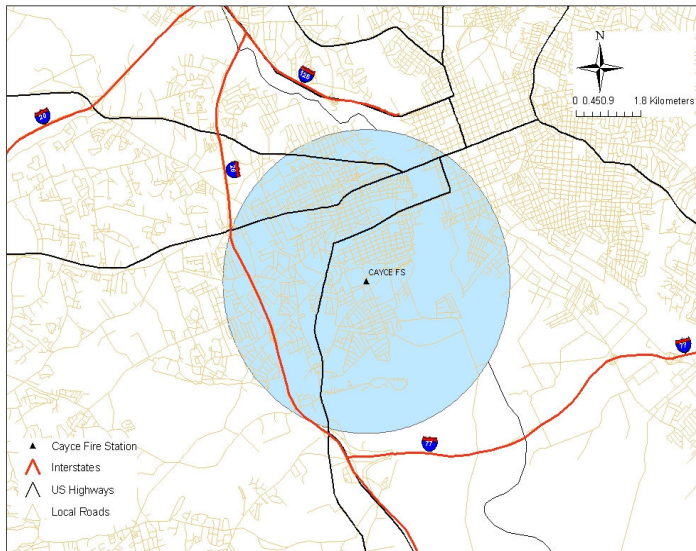 N
0 0.450.9 1.8 Kilometers
126
20
26
CAYCE FS
77
77
Cayce Fire Station
Interstates
US Highways
Local Roads